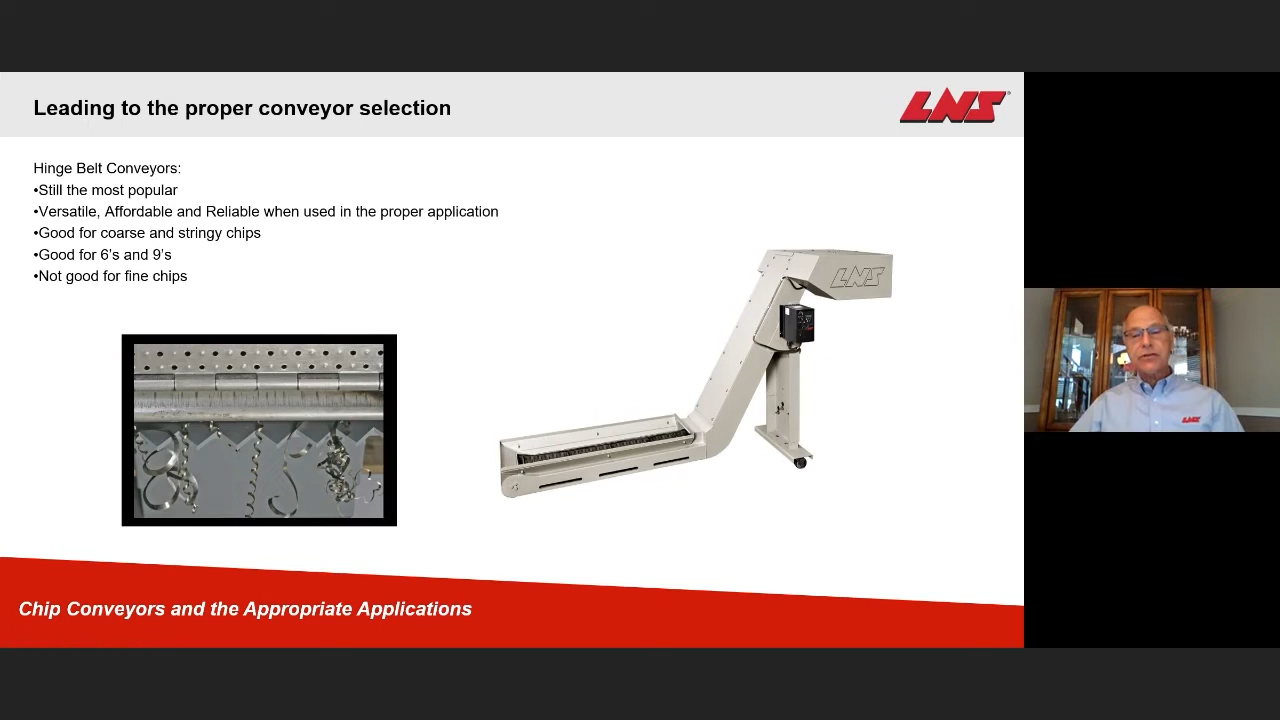 Leading to the proper conveyor selection
LNS
Hinge Belt Conveyors:
•Still the most popular
•Versatile, Affordable and Reliable when used in the proper application
•Good for coarse and stringy chips
•Good for 6’s and 9’s
•Not good for fine chips
LNS
LNS
Chip Conveyors and the Appropriate Applications